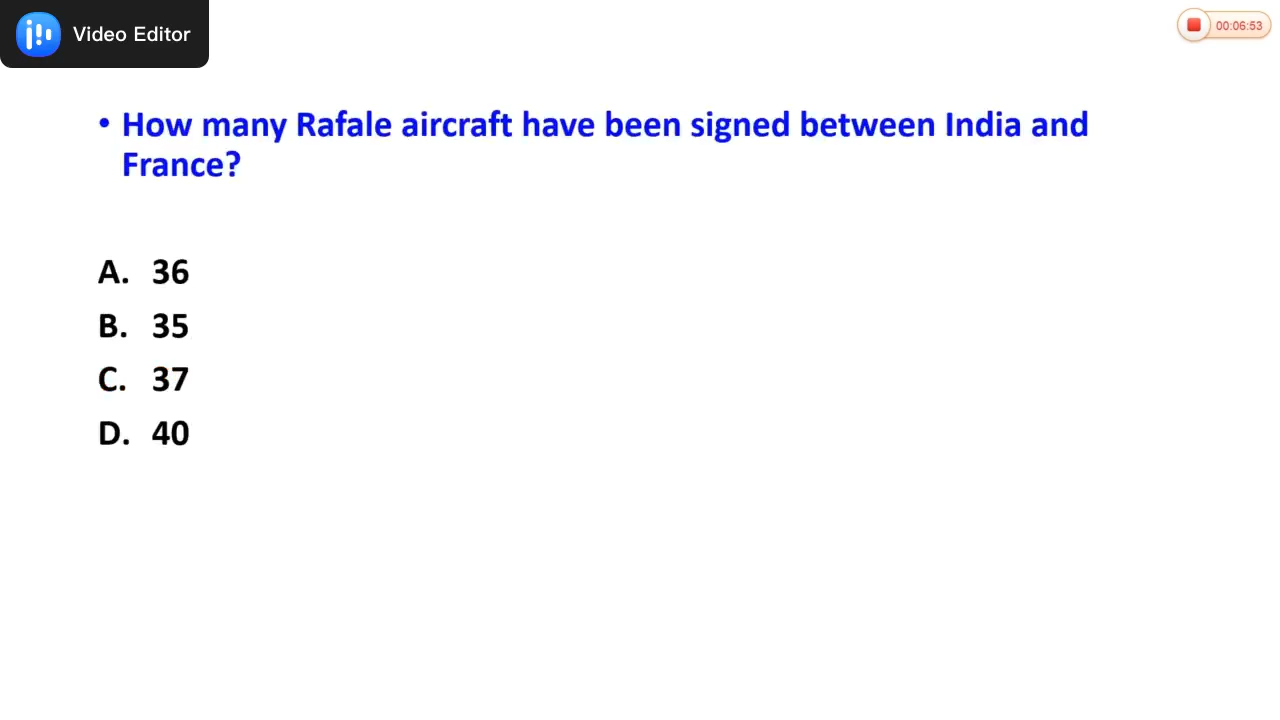 Video Editor
00:06:53
• How many Rafale aircraft have been signed between India and
France?
A. 36
B. 35
C. 37
D. 40